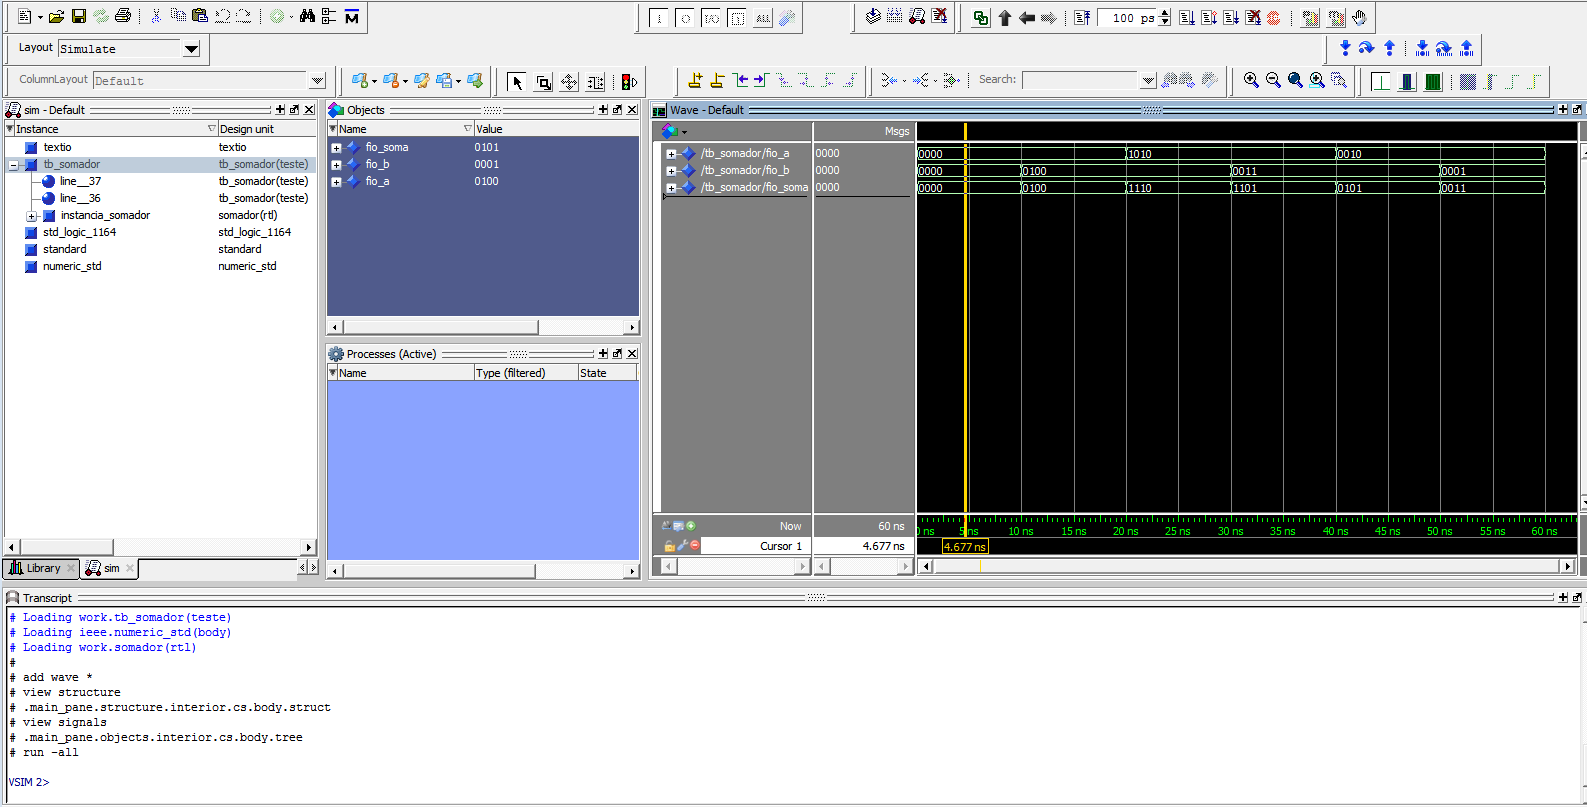 100 ps
Layout Simulate
ColumnLayout Default
Search:
sim - Default
Instance Design unit
textio textio
tb_somador tb_somador(teste)
line__37 tb_somador(teste)
line__36 tb_somador(teste)
instancia_somador somador(rtl)
std_logic_1164 std_logic_1164
standard standard
numeric_std numeric_std
Library sim
Objects
Name Value
fio_soma 0101
fio_b 0001
fio_a 0100
Processes (Active)
Name Type (filtered) State
Wave - Default
Msgs
/tb_somador/fio_a 0000 0000 1010 0010
/tb_somador/fio_b 0000 0000 0100 0011 0001
/tb_somador/fio_soma 0000 0000 0100 1110 1101 0101 0011
Now 60 ns ns 5 ns 10 ns 15 ns 20 ns 25 ns 30 ns 35 ns 40 ns 45 ns 50 ns 55 ns 60 ns
Cursor 1 4.677 ns 4.677 ns
Transcript
# Loading work.tb_somador(teste)
# Loading ieee.numeric_std(body)
# Loading work.somador(rtl)
#
# add wave *
# view structure
# .main_pane.structure.interior.cs.body.struct
# view signals
# .main_pane.objects.interior.cs.body.tree
# run -all
VSIM 2>